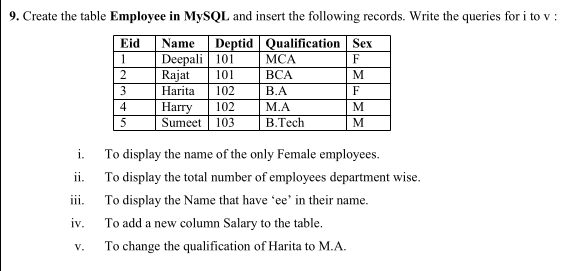 9. Create the table Employee in MySQL and insert the following records. Write the queries for i to v :
Eid Name Deptid Qualification Sex
1 Deepali 101 MCA F
2 Rajat 101 BCA M
3 Harita 102 B.A F
4 Harry 102 M.A M
5 Sumeet 103 B.Tech M
i. To display the name of the only Female employees.
ii. To display the total number of employees department wise.
iii. To display the Name that have ‘ee’ in their name.
iv. To add a new column Salary to the table.
v. To change the qualification of Harita to M.A.